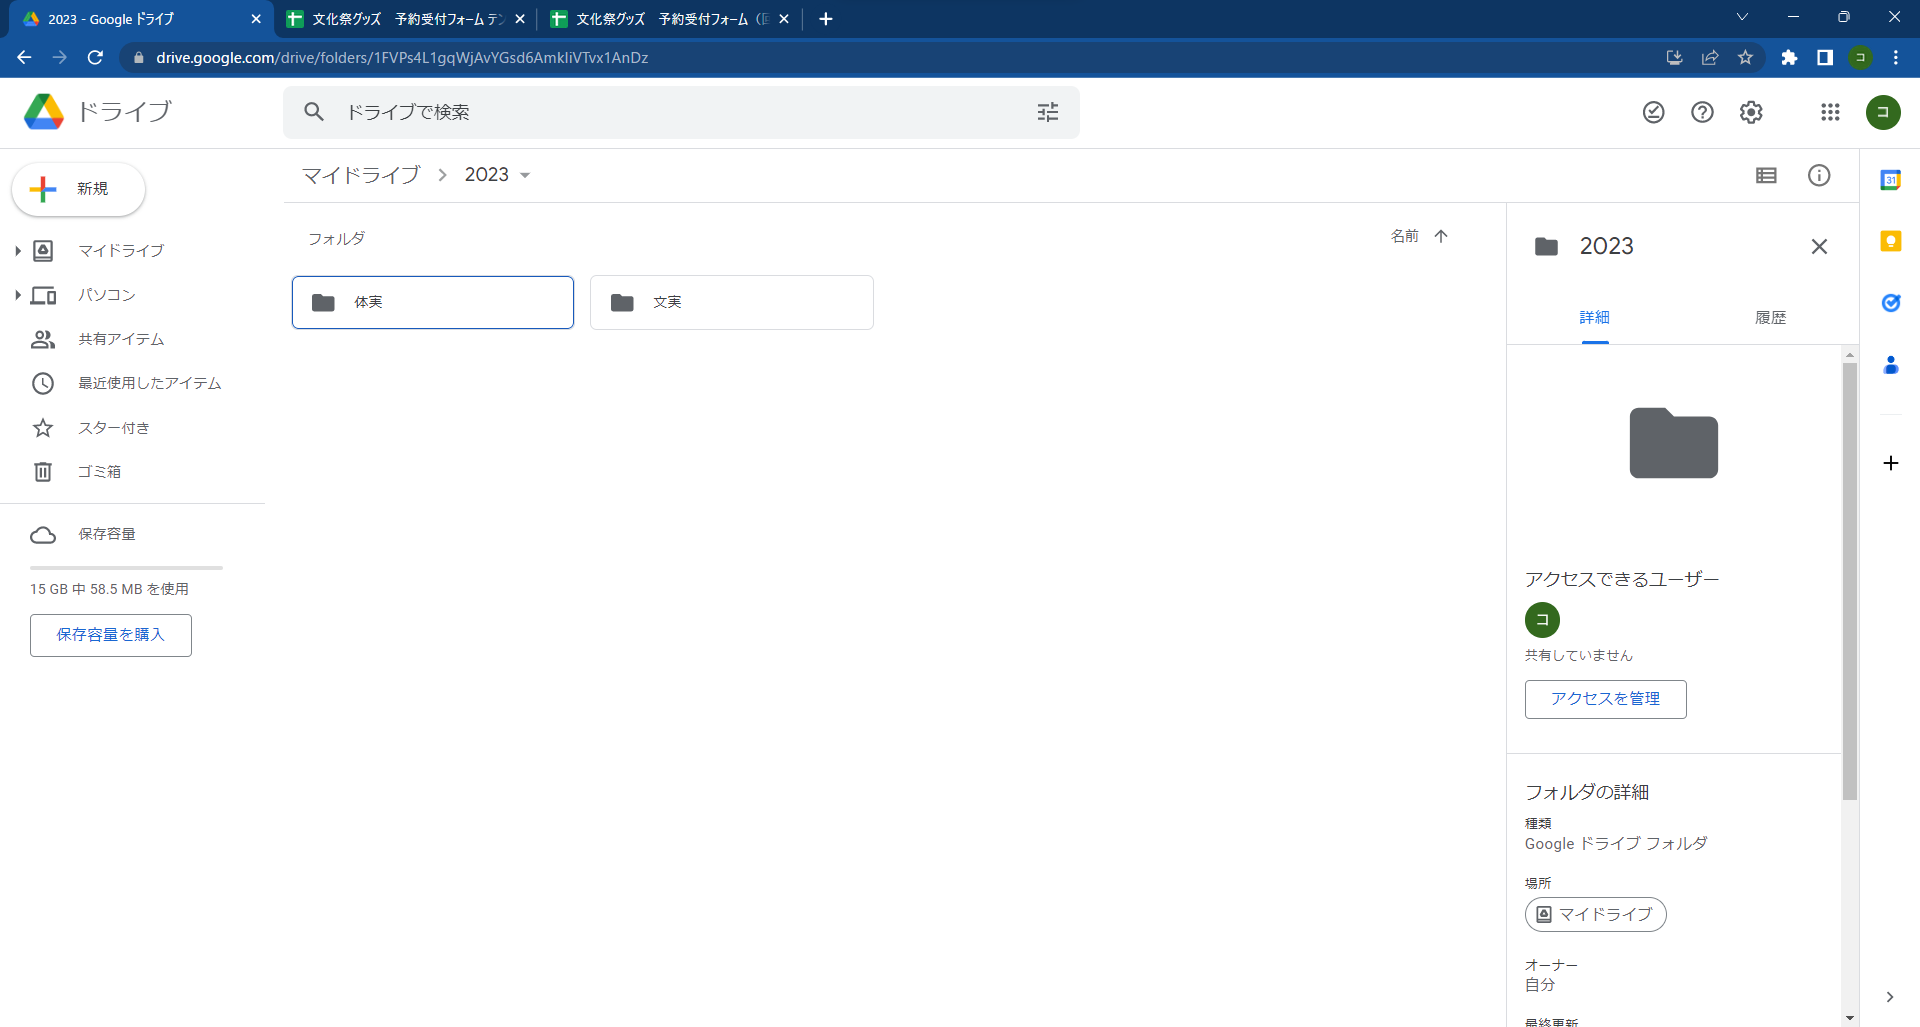 2023 - Google ドライブ
文化祭グッズ　予約受付フォーム テン
文化祭グッズ　予約受付フォーム（回
drive.google.com/drive/folders/1FVPs4L1gqWjAvYGsd6AmkIiVTvx1AnDz
コ
ドライブ
ドライブで検索
コ
新規
マイドライブ
パソコン
共有アイテム
最近使用したアイテム
スター付き
ゴミ箱
保存容量
15 GB 中 58.5 MB を使用
保存容量を購入
マイドライブ 2023
フォルダ
名前
体実
文実
2023
詳細
履歴
アクセスできるユーザー
コ
共有していません
アクセスを管理
フォルダの詳細
種類
Google ドライブ フォルダ
場所
マイドライブ
オーナー
自分
最終更新
31